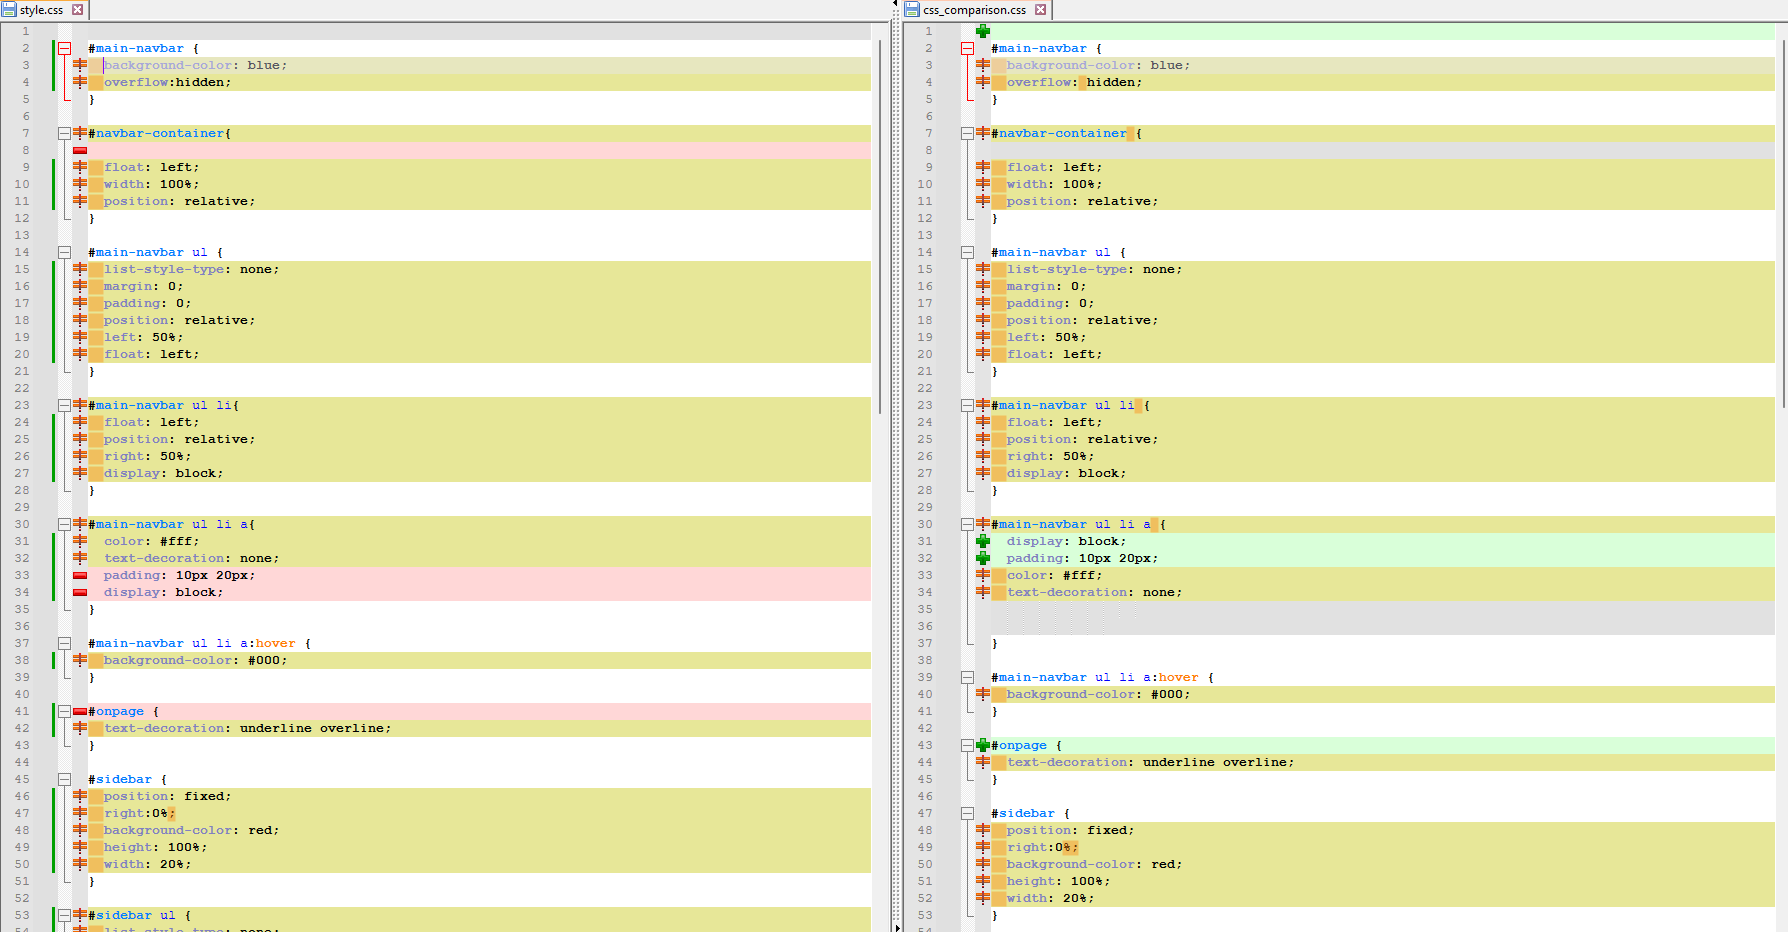 style.css
1
2 #main-navbar {
3 background-color: blue;
4 overflow:hidden;
5 }
6
7 #navbar-container{
8
9 float: left;
10 width: 100%;
11 position: relative;
12 }
13
14 #main-navbar ul {
15 list-style-type: none;
16 margin: 0;
17 padding: 0;
18 position: relative;
19 left: 50%;
20 float: left;
21 }
22
23 #main-navbar ul li{
24 float: left;
25 position: relative;
26 right: 50%;
27 display: block;
28 }
29
30 #main-navbar ul li a{
31 color: #fff;
32 text-decoration: none;
33 padding: 10px 20px;
34 display: block;
35 }
36
37 #main-navbar ul li a:hover {
38 background-color: #000;
39 }
40
41 #onpage {
42 text-decoration: underline overline;
43 }
44
45 #sidebar {
46 position: fixed;
47 right:0%;
48 background-color: red;
49 height: 100%;
50 width: 20%;
51 }
52
53 #sidebar ul {
54 list-style-type: none;
css_comparison.css
1
2 #main-navbar {
3 background-color: blue;
4 overflow: hidden;
5 }
6
7 #navbar-container {
8
9 float: left;
10 width: 100%;
11 position: relative;
12 }
13
14 #main-navbar ul {
15 list-style-type: none;
16 margin: 0;
17 padding: 0;
18 position: relative;
19 left: 50%;
20 float: left;
21 }
22
23 #main-navbar ul li {
24 float: left;
25 position: relative;
26 right: 50%;
27 display: block;
28 }
29
30 #main-navbar ul li a {
31 display: block;
32 padding: 10px 20px;
33 color: #fff;
34 text-decoration: none;
35
36
37 }
38
39 #main-navbar ul li a:hover {
40 background-color: #000;
41 }
42
43 #onpage {
44 text-decoration: underline overline;
45 }
46
47 #sidebar {
48 position: fixed;
49 right:0%;
50 background-color: red;
51 height: 100%;
52 width: 20%;
53 }
54